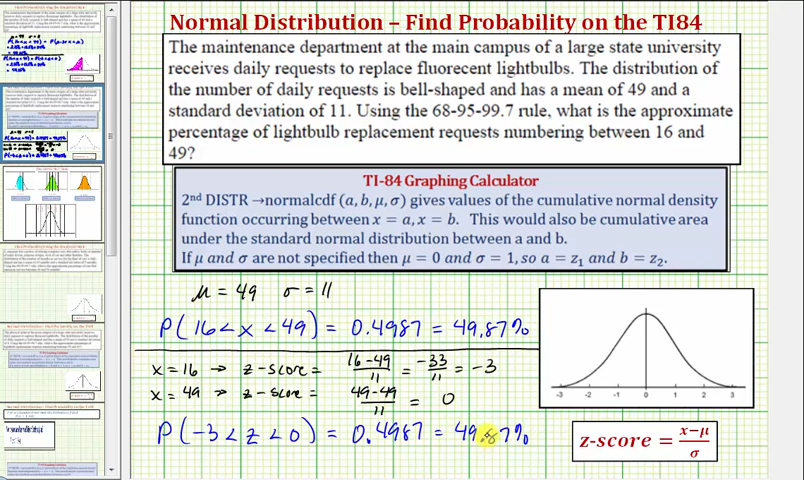 Normal Distribution – Find Probability on the TI84
The maintenance department at the main campus of a large state university
receives daily requests to replace fluorescent lightbulbs. The distribution of
the number of daily requests is bell-shaped and has a mean of 49 and a
standard deviation of 11. Using the 68-95-99.7 rule, what is the approximate
percentage of lightbulb replacement requests numbering between 16 and
49?
TI-84 Graphing Calculator
2nd DISTR →normalcdf (a, b, μ, σ) gives values of the cumulative normal density
function occurring between x = a, x = b. This would also be cumulative area
under the standard normal distribution between a and b.
If μ and σ are not specified then μ = 0 and σ = 1, so a = z₁ and b = z₂.
μ = 49 σ = 11
P(16 < x < 49) = 0.4987 = 49.87%
x = 16 → z-score = (16-49)/11 = -33/11 = -3
x = 49 → z-score = (49-49)/11 = 0
P(-3 < z < 0) = 0.4987 = 49.87%
-3 -2 -1 0 1 2 3
z-score = (x-μ)/σ